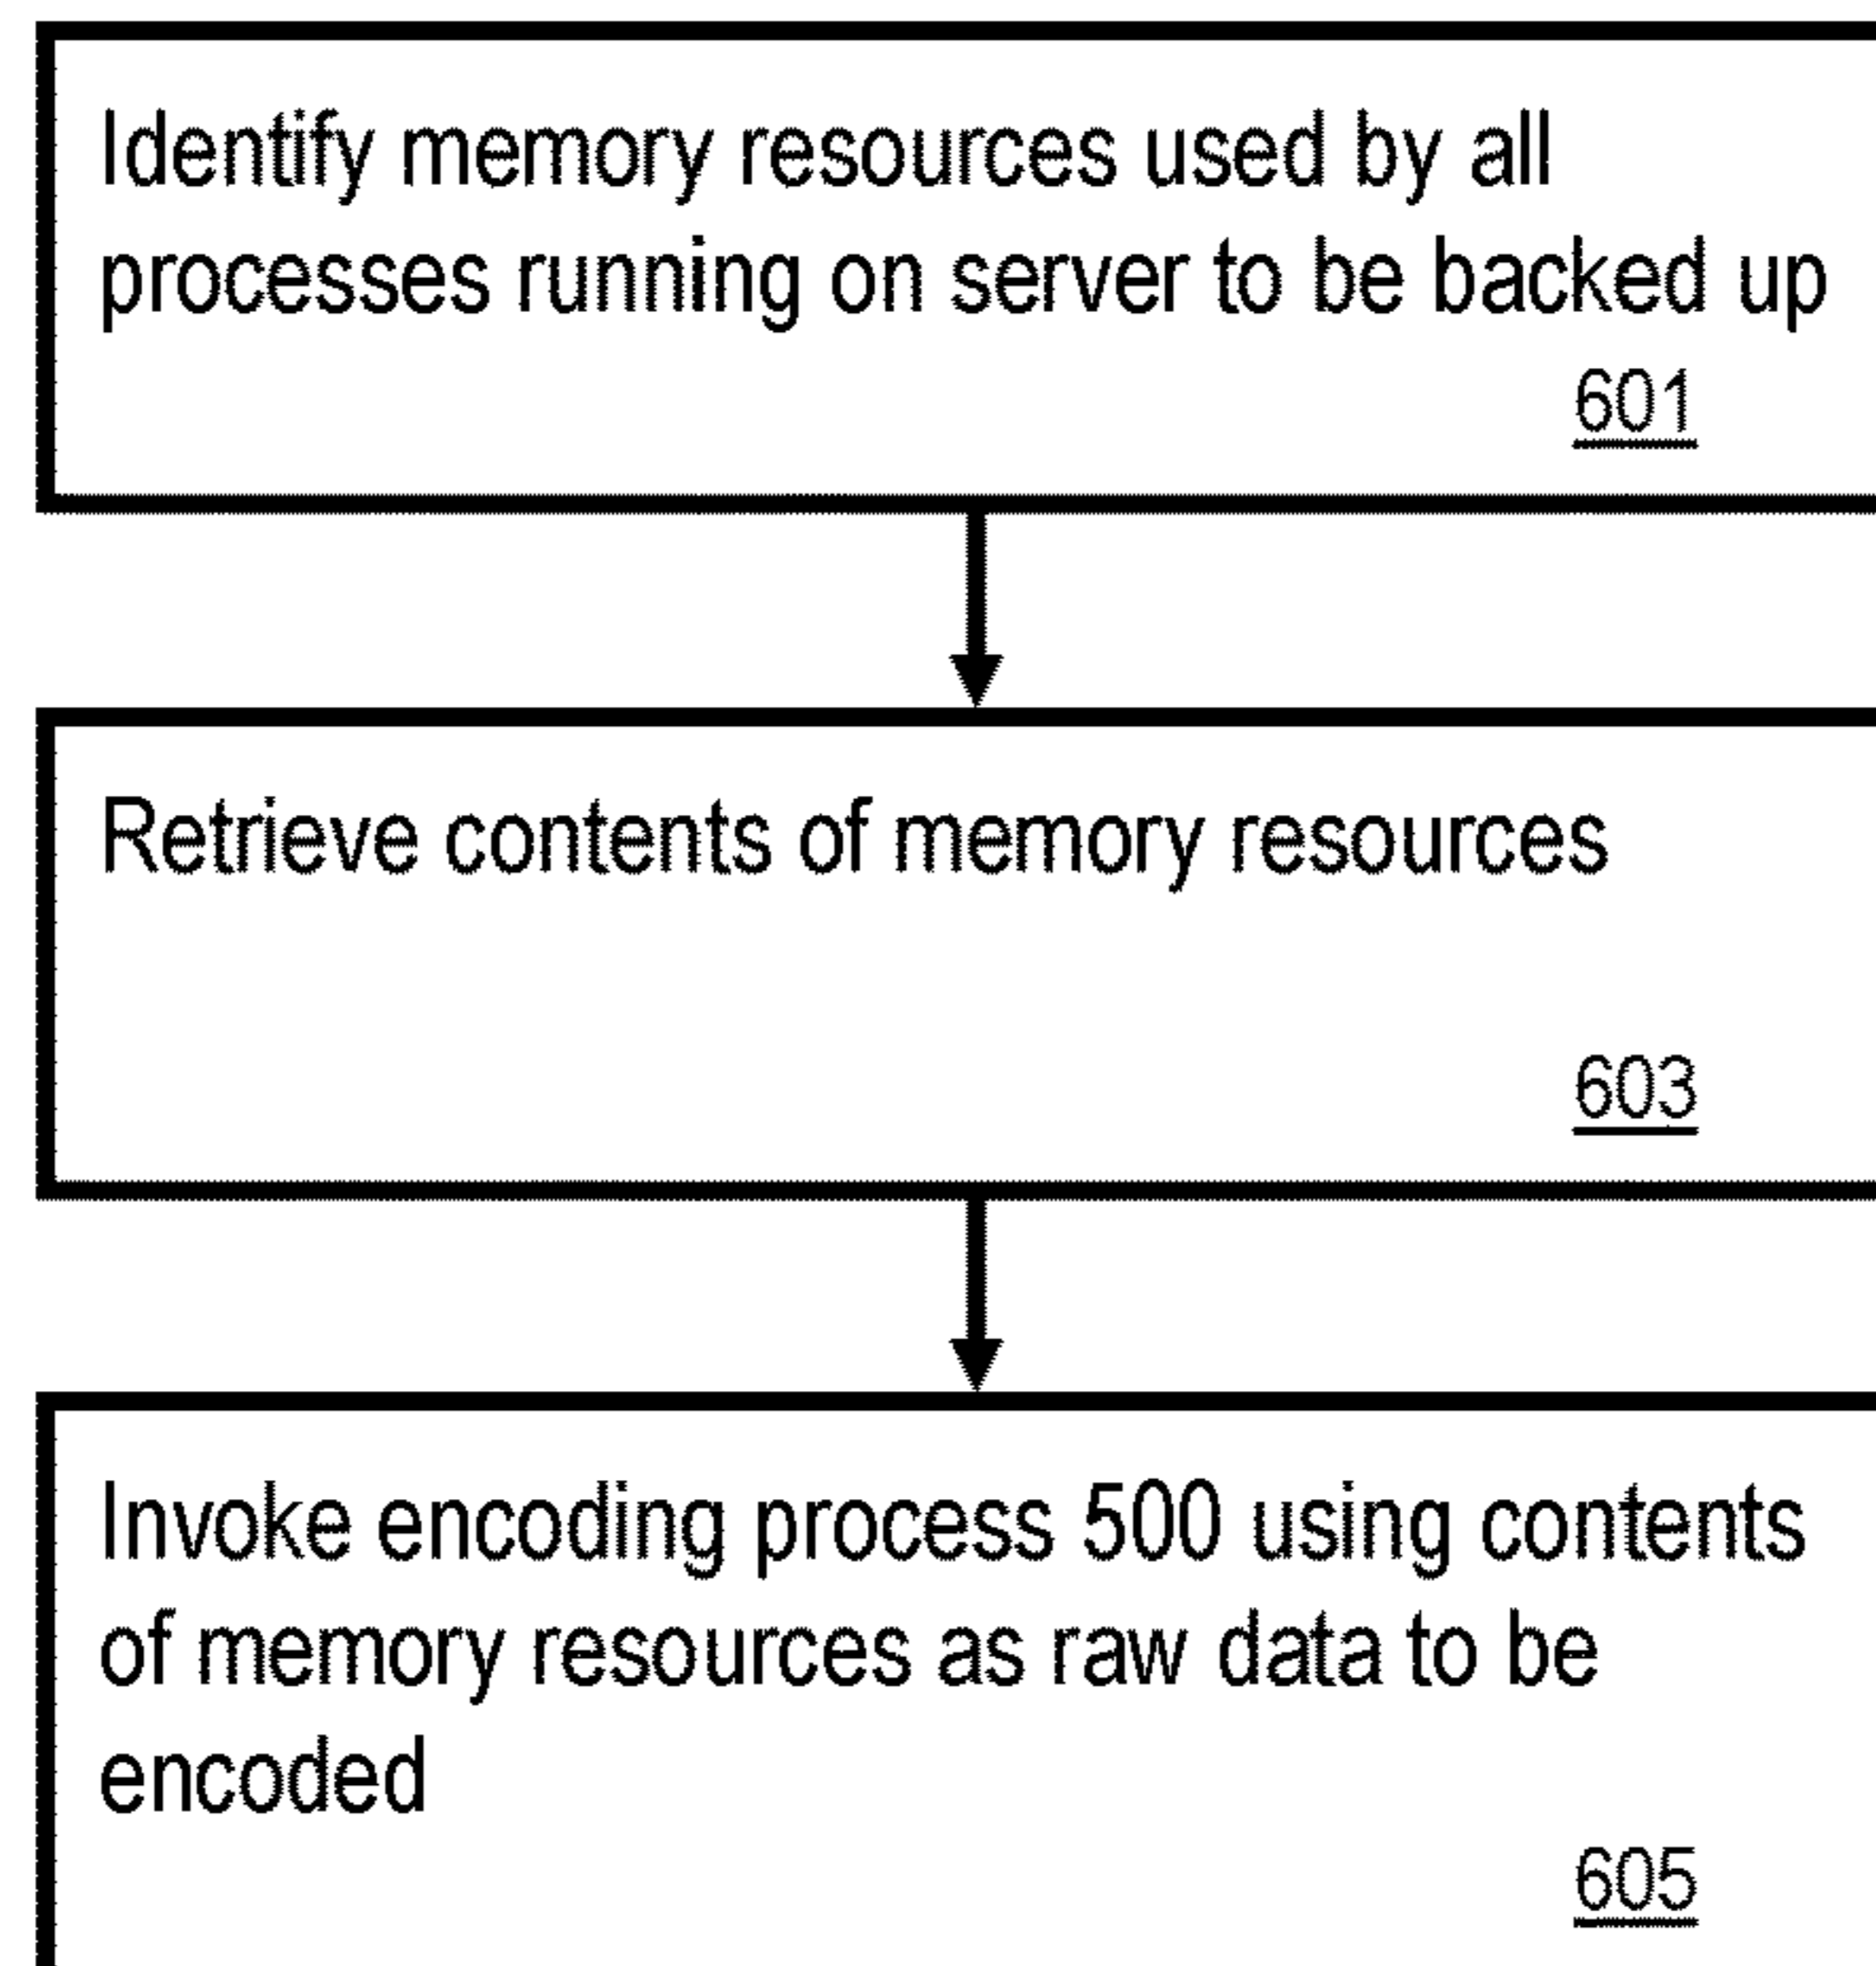 Identify memory resources used by all
processes running on server to be backed up
601
Retrieve contents of memory resources
603
Invoke encoding process 500 using contents
of memory resources as raw data to be
encoded
605